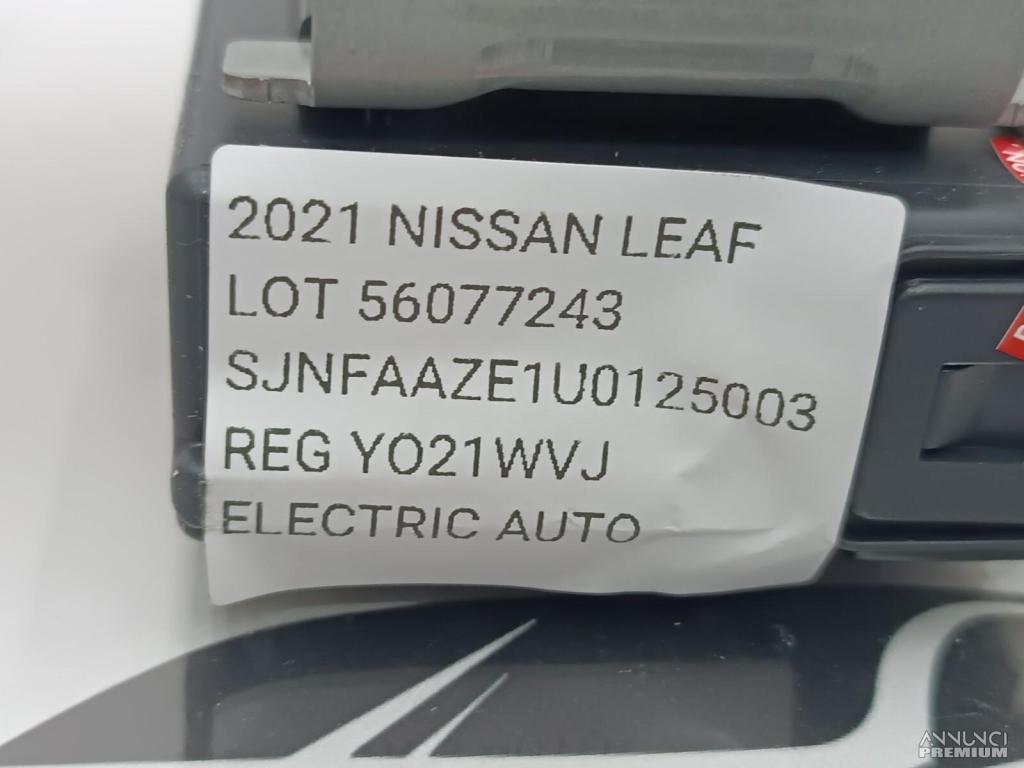 2021 NISSAN LEAF
LOT 56077243
SJNFAAZE1U0125003
REG YO21WVJ
ELECTRIC AUTO
ANNUNCI
PREMIUM